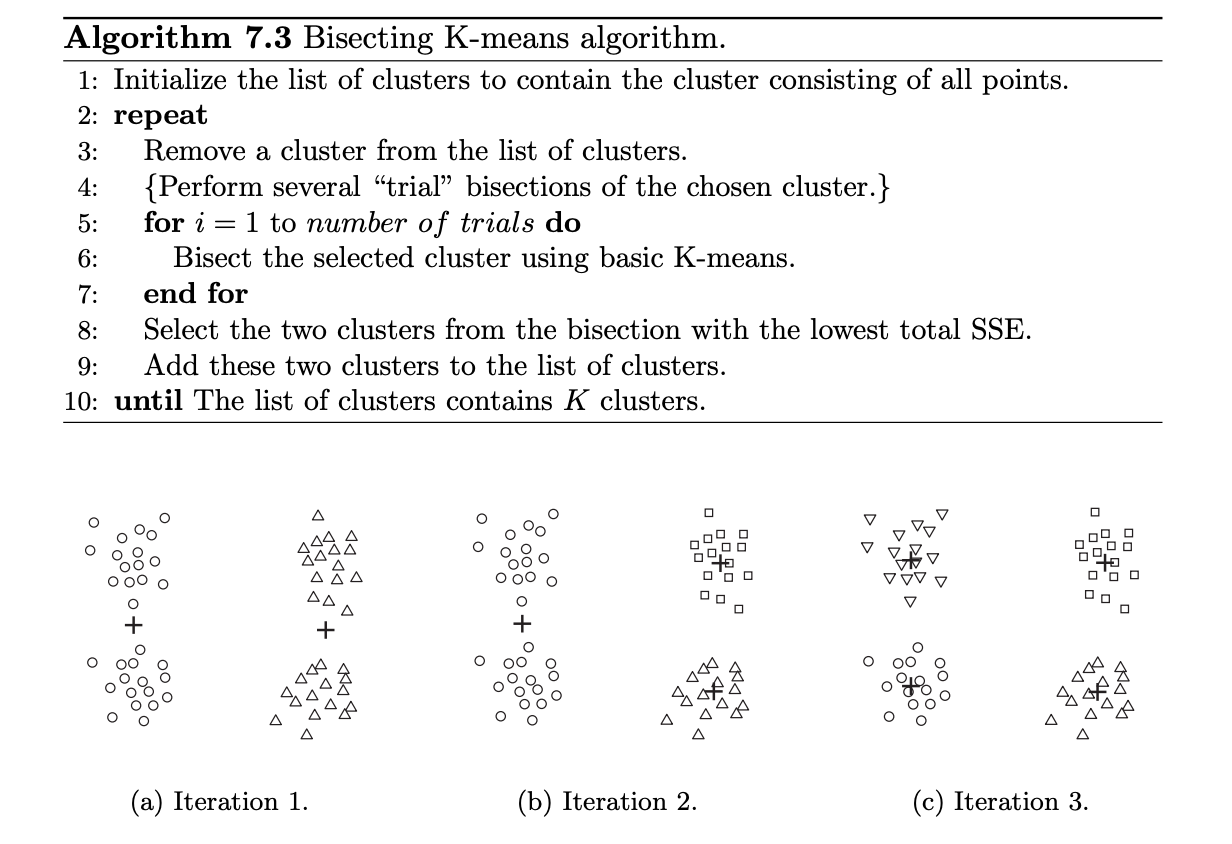 Algorithm 7.3 Bisecting K-means algorithm.
1: Initialize the list of clusters to contain the cluster consisting of all points.
2: repeat
3: Remove a cluster from the list of clusters.
4: {Perform several “trial” bisections of the chosen cluster.}
5: for i = 1 to number of trials do
6: Bisect the selected cluster using basic K-means.
7: end for
8: Select the two clusters from the bisection with the lowest total SSE.
9: Add these two clusters to the list of clusters.
10: until The list of clusters contains K clusters.
(a) Iteration 1.
(b) Iteration 2.
(c) Iteration 3.